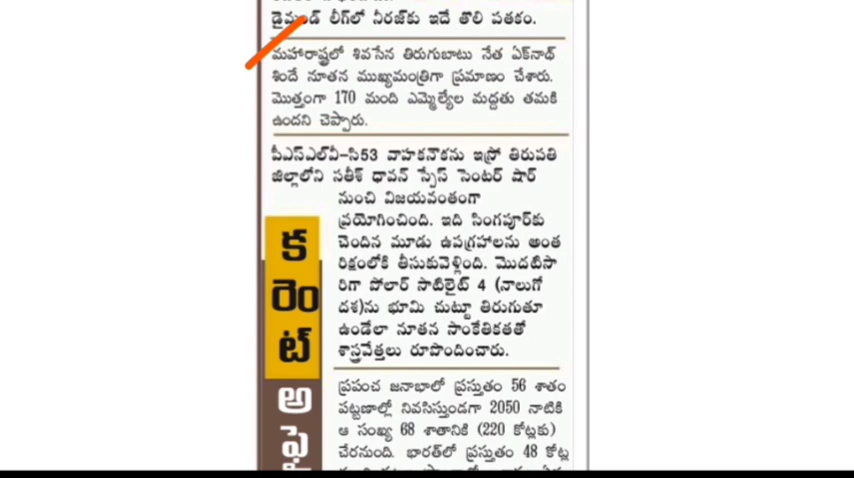 డైమండ్ లీగ్‌లో నీరజ్‌కు ఇదే తొలి పతకం.
మహారాష్ట్రలో శివసేన తిరుగుబాటు నేత ఏక్‌నాథ్
శిందే నూతన ముఖ్యమంత్రిగా ప్రమాణం చేశారు.
మొత్తంగా 170 మంది ఎమ్మెల్యేల మద్దతు తమకి
ఉందని చెప్పారు.
పీఎస్ఎల్‌వీ-సి53 వాహకనౌకను ఇస్రో తిరుపతి
జిల్లాలోని సతీశ్ ధావన్ స్పేస్ సెంటర్ షార్
నుంచి విజయవంతంగా
ప్రయోగించింది. ఇది సింగపూర్‌కు
చెందిన మూడు ఉపగ్రహాలను అంత
రిక్షంలోకి తీసుకువెళ్లింది. మొదటిసా
రిగా పోలార్ సాటిలైట్ 4 (నాలుగో
దశ)ను భూమి చుట్టూ తిరుగుతూ
ఉండేలా నూతన సాంకేతికతతో
శాస్త్రవేత్తలు రూపొందించారు.
ప్రపంచ జనాభాలో ప్రస్తుతం 56 శాతం
పట్టణాల్లో నివసిస్తుండగా 2050 నాటికి
ఆ సంఖ్య 68 శాతానికి (220 కోట్లకు)
చేరనుంది. భారత్‌లో ప్రస్తుతం 48 కోట్ల
క
రెం
ట్
అ
ఫై